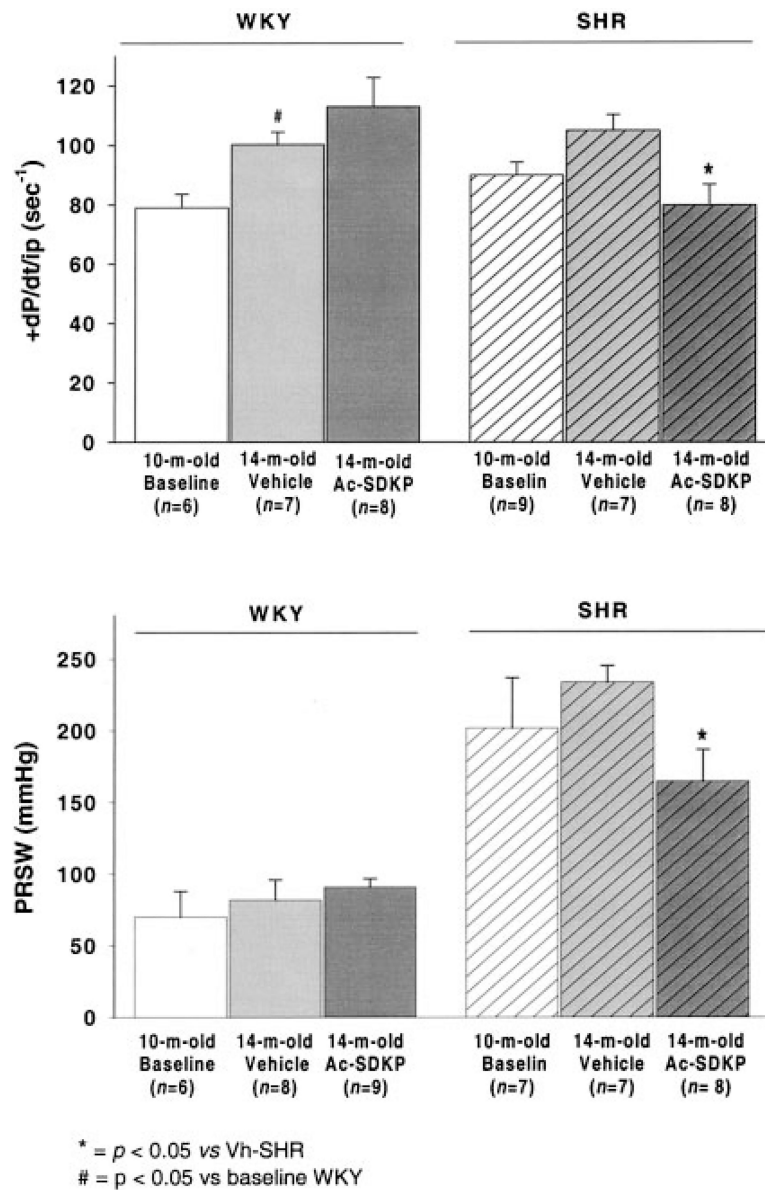 WKY SHR
+dP/dt/ip (sec⁻¹)
120
100
80
60
40
20
0
#
*
10-m-old 14-m-old 14-m-old 10-m-old 14-m-old 14-m-old
Baseline Vehicle Ac-SDKP Baselin Vehicle Ac-SDKP
(n=6) (n=7) (n=8) (n=9) (n=7) (n= 8)
WKY SHR
PRSW (mmHg)
250
200
150
100
50
0
*
10-m-old 14-m-old 14-m-old 10-m-old 14-m-old 14-m-old
Baseline Vehicle Ac-SDKP Baselin Vehicle Ac-SDKP
(n=6) (n=8) (n=9) (n=7) (n=7) (n= 8)
* = p < 0.05 vs Vh-SHR
# = p < 0.05 vs baseline WKY